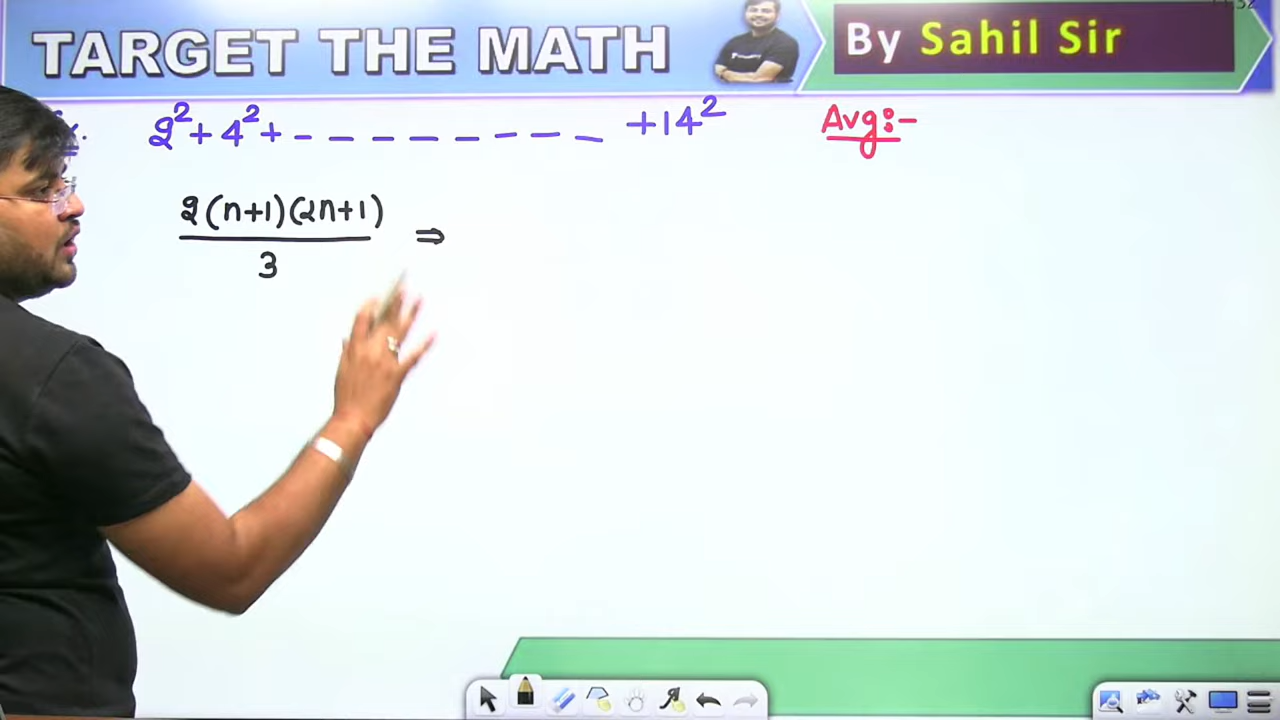 TARGET THE MATH
By Sahil Sir
2²+ 4²+ - - - - - - - - - +14² Avg:-
2(n+1)(2n+1)
3
⇒